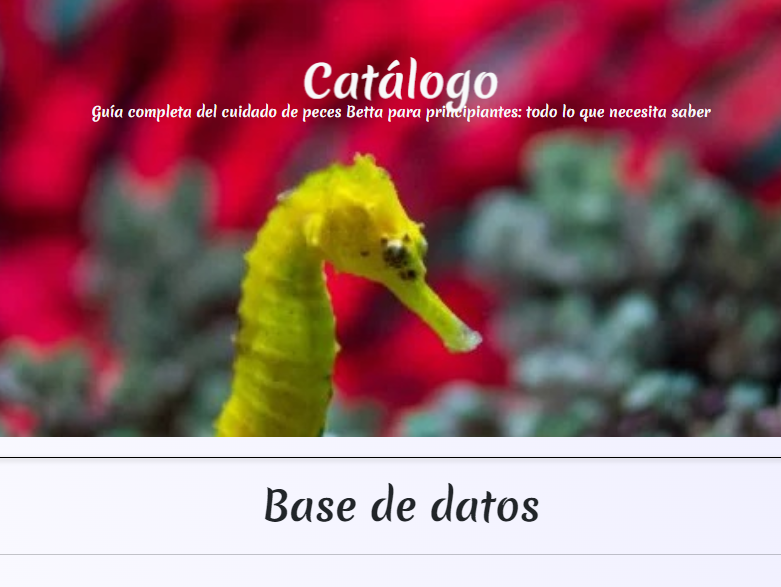 Catálogo
Guía completa del cuidado de peces Betta para principiantes: todo lo que necesita saber
Base de datos